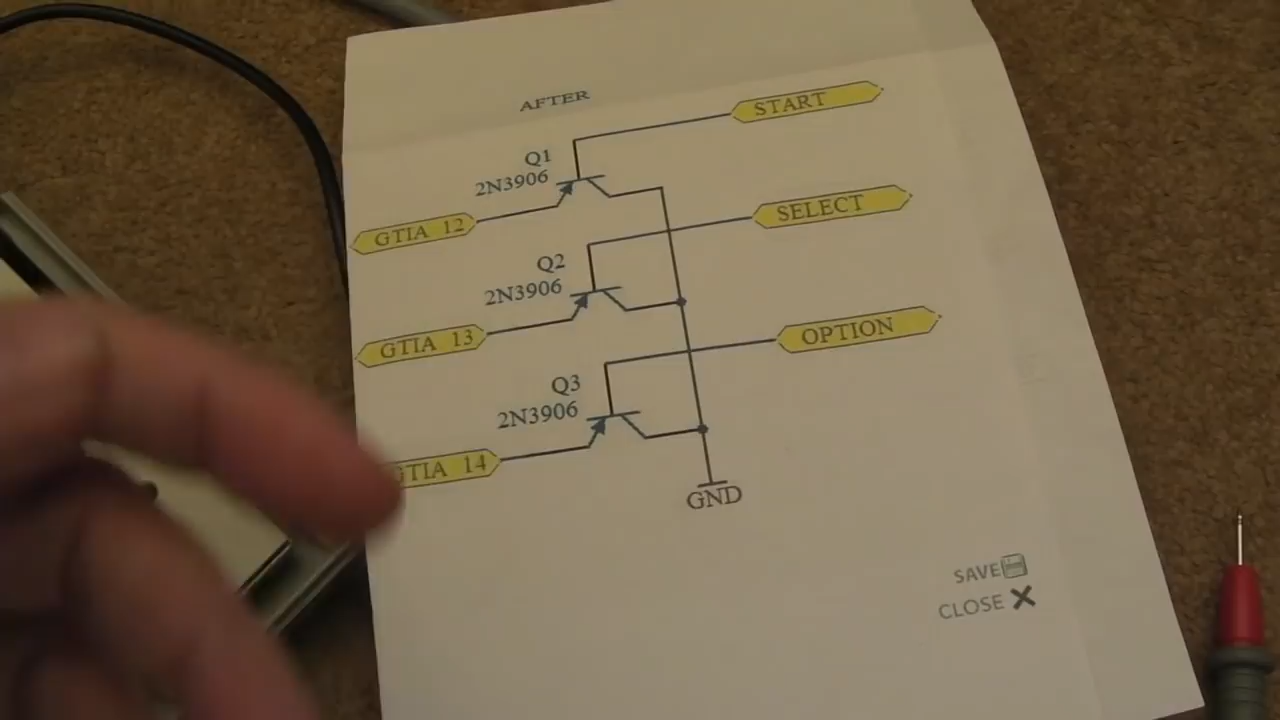 AFTER
START
Q1
2N3906
GTIA 12
SELECT
Q2
2N3906
GTIA 13
OPTION
Q3
2N3906
GTIA 14
GND
SAVE
CLOSE